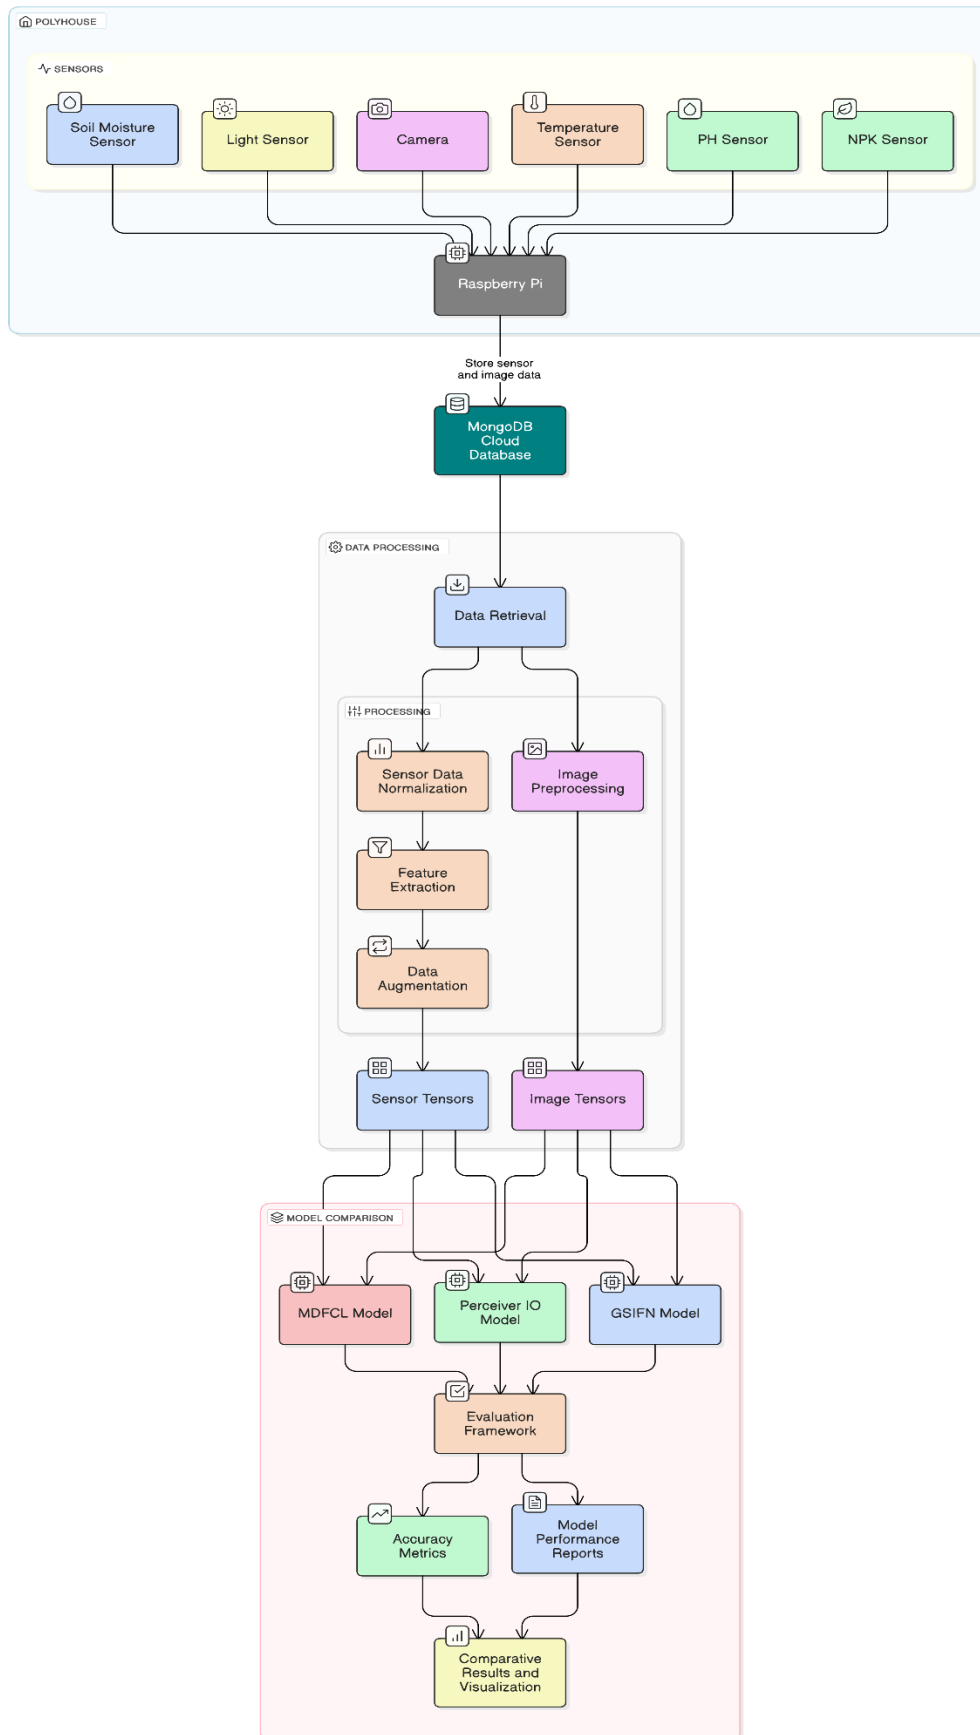 POLYHOUSE
SENSORS
Soil Moisture
Sensor
Light Sensor
Camera
Temperature
Sensor
PH Sensor
NPK Sensor
Raspberry Pi
Store sensor
and image data
MongoDB
Cloud
Database
DATA PROCESSING
Data Retrieval
PROCESSING
Sensor Data
Normalization
Image
Preprocessing
Feature
Extraction
Data
Augmentation
Sensor Tensors
Image Tensors
MODEL COMPARISON
MDFCL Model
Perceiver IO
Model
GSIFN Model
Evaluation
Framework
Accuracy
Metrics
Model
Performance
Reports
Comparative
Results and
Visualization